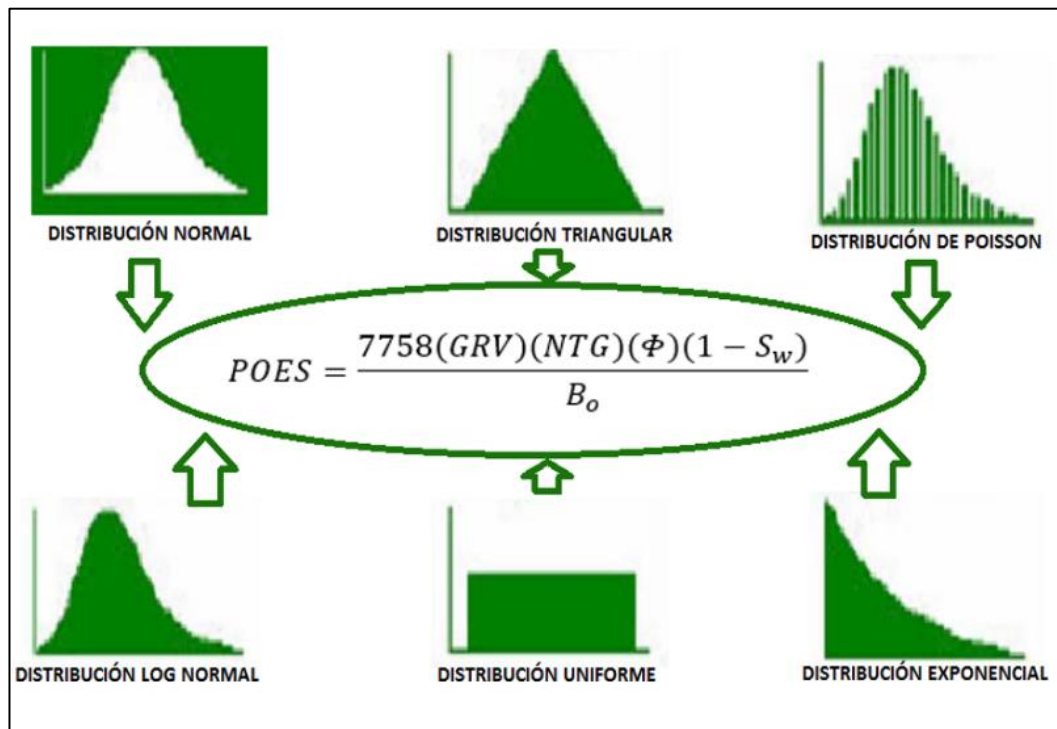 DISTRIBUCIÓN NORMAL
DISTRIBUCIÓN TRIANGULAR
DISTRIBUCIÓN DE POISSON
POES = 7758(GRV)(NTG)(Φ)(1 − S_w) / B_o
DISTRIBUCIÓN LOG NORMAL
DISTRIBUCIÓN UNIFORME
DISTRIBUCIÓN EXPONENCIAL